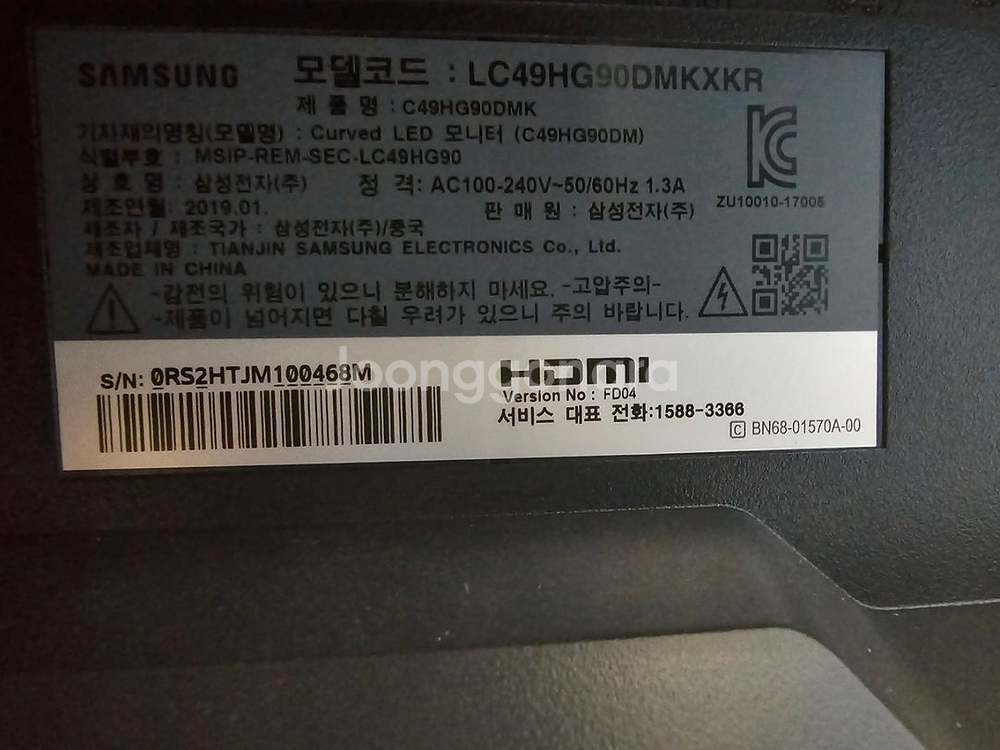 SAMSUNG 모델코드 : LC49HG90DMKXKR
제 품 명 : C49HG90DMK
기자재의명칭(모델명) : Curved LED 모니터 (C49HG90DM)
식별부호 : MSIP-REM-SEC-LC49HG90
상 호 명 : 삼성전자(주) 정 격: AC100-240V~50/60Hz 1.3A
ZU10010-17005
제조연월: 2019.01. 판 매 원 : 삼성전자(주)
제조자 / 제조국가 : 삼성전자(주)/중국
제조업체명 : TIANJIN SAMSUNG ELECTRONICS Co., Ltd.
MADE IN CHINA
-감전의 위험이 있으니 분해하지 마세요. -고압주의-
-제품이 넘어지면 다칠 우려가 있으니 주의 바랍니다.
S/N: 0RS2HTJM100468M
HDMI
Version No : FD04
서비스 대표 전화:1588-3366
C BN68-01570A-00